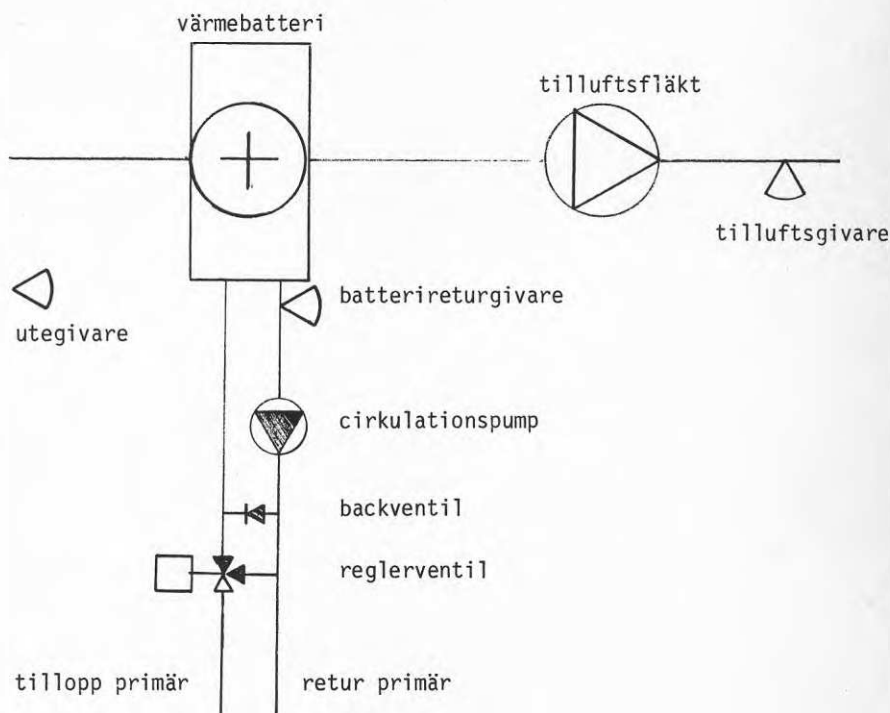 värmebatteri
tilluftsfläkt
tilluftsgivare
batterireturgivare
utegivare
cirkulationspump
backventil
reglerventil
tillopp primär
retur primär